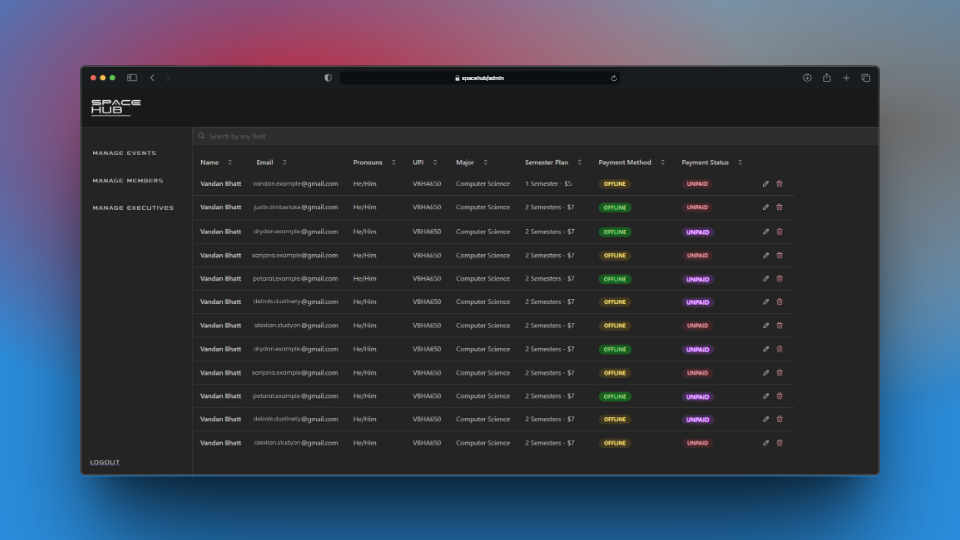 spacehub/admin
SPACE
HUB
MANAGE EVENTS
MANAGE MEMBERS
MANAGE EXECUTIVES
LOGOUT
Search by any field
Name Email Pronouns UPI Major Semester Plan Payment Method Payment Status
Vandan Bhatt vandan.example@gmail.com He/Him VBHA650 Computer Science 1 Semester - $5 OFFLINE UNPAID
Vandan Bhatt justin.timberlake@gmail.com He/Him VBHA650 Computer Science 2 Semesters - $7 OFFLINE UNPAID
Vandan Bhatt drydan.example@gmail.com He/Him VBHA650 Computer Science 2 Semesters - $7 OFFLINE UNPAID
Vandan Bhatt sanjana.example@gmail.com He/Him VBHA650 Computer Science 2 Semesters - $7 OFFLINE UNPAID
Vandan Bhatt petarat.example@gmail.com He/Him VBHA650 Computer Science 2 Semesters - $7 OFFLINE UNPAID
Vandan Bhatt @gmail.com He/Him VBHA650 Computer Science 2 Semesters - $7 OFFLINE UNPAID
Vandan Bhatt alexlian.studyon@gmail.com He/Him VBHA650 Computer Science 2 Semesters - $7 OFFLINE UNPAID
Vandan Bhatt drydan.example@gmail.com He/Him VBHA650 Computer Science 2 Semesters - $7 OFFLINE UNPAID
Vandan Bhatt sanjana.example@gmail.com He/Him VBHA650 Computer Science 2 Semesters - $7 OFFLINE UNPAID
Vandan Bhatt petarat.example@gmail.com He/Him VBHA650 Computer Science 2 Semesters - $7 OFFLINE UNPAID
Vandan Bhatt @gmail.com He/Him VBHA650 Computer Science 2 Semesters - $7 OFFLINE UNPAID
Vandan Bhatt alexlian.studyon@gmail.com He/Him VBHA650 Computer Science 2 Semesters - $7 OFFLINE UNPAID